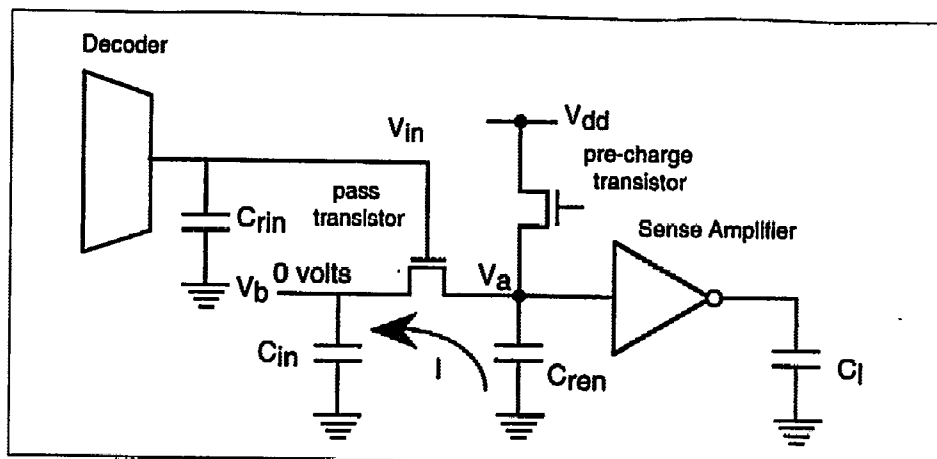 Decoder
Vin
Vdd
pre-charge
transistor
pass
transistor
Crin
Sense Amplifier
Vb 0 volts
Va
Cin
I
Cren
Cl